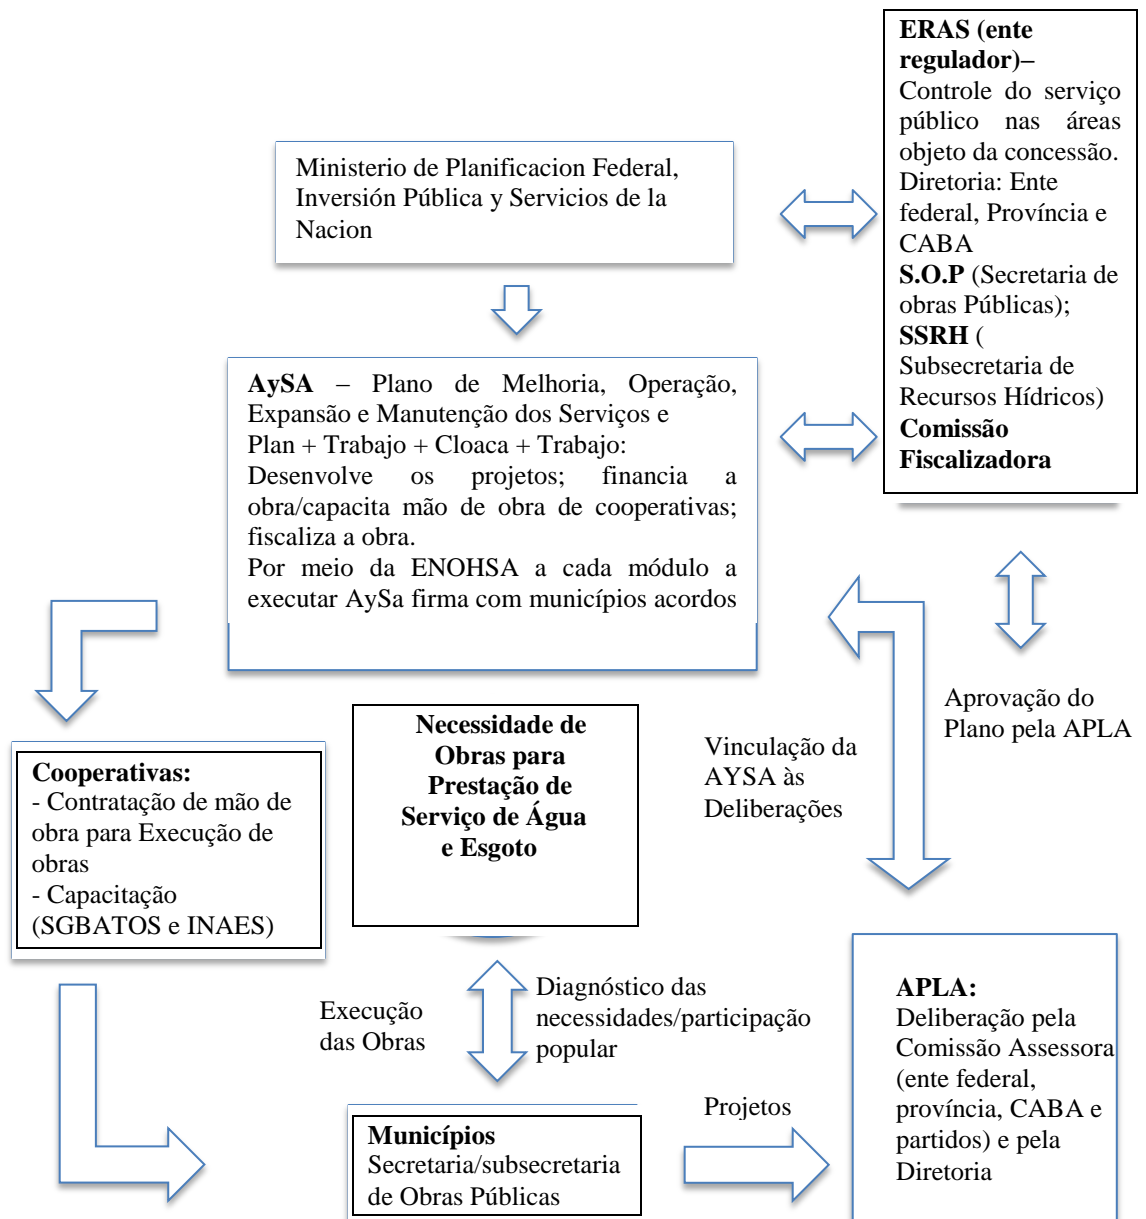 ERAS (ente
regulador)–
Controle do serviço
público nas áreas
objeto da concessão.
Diretoria: Ente
federal, Província e
CABA
S.O.P (Secretaria de
obras Públicas);
SSRH (
Subsecretaria de
Recursos Hídricos)
Comissão
Fiscalizadora
Ministerio de Planificacion Federal,
Inversión Pública y Servicios de la
Nacion
AySA – Plano de Melhoria, Operação,
Expansão e Manutenção dos Serviços e
Plan + Trabajo + Cloaca + Trabajo:
Desenvolve os projetos; financia a
obra/capacita mão de obra de cooperativas;
fiscaliza a obra.
Por meio da ENOHSA a cada módulo a
executar AySa firma com municípios acordos
Aprovação do
Plano pela APLA
Vinculação da
AYSA às
Deliberações
Necessidade de
Obras para
Prestação de
Serviço de Água
e Esgoto
Cooperativas:
- Contratação de mão de
obra para Execução de
obras
- Capacitação
(SGBATOS e INAES)
Execução
das Obras
Diagnóstico das
necessidades/participação
popular
APLA:
Deliberação pela
Comissão Assessora
(ente federal,
província, CABA e
partidos) e pela
Diretoria
Projetos
Municípios
Secretaria/subsecretaria
de Obras Públicas